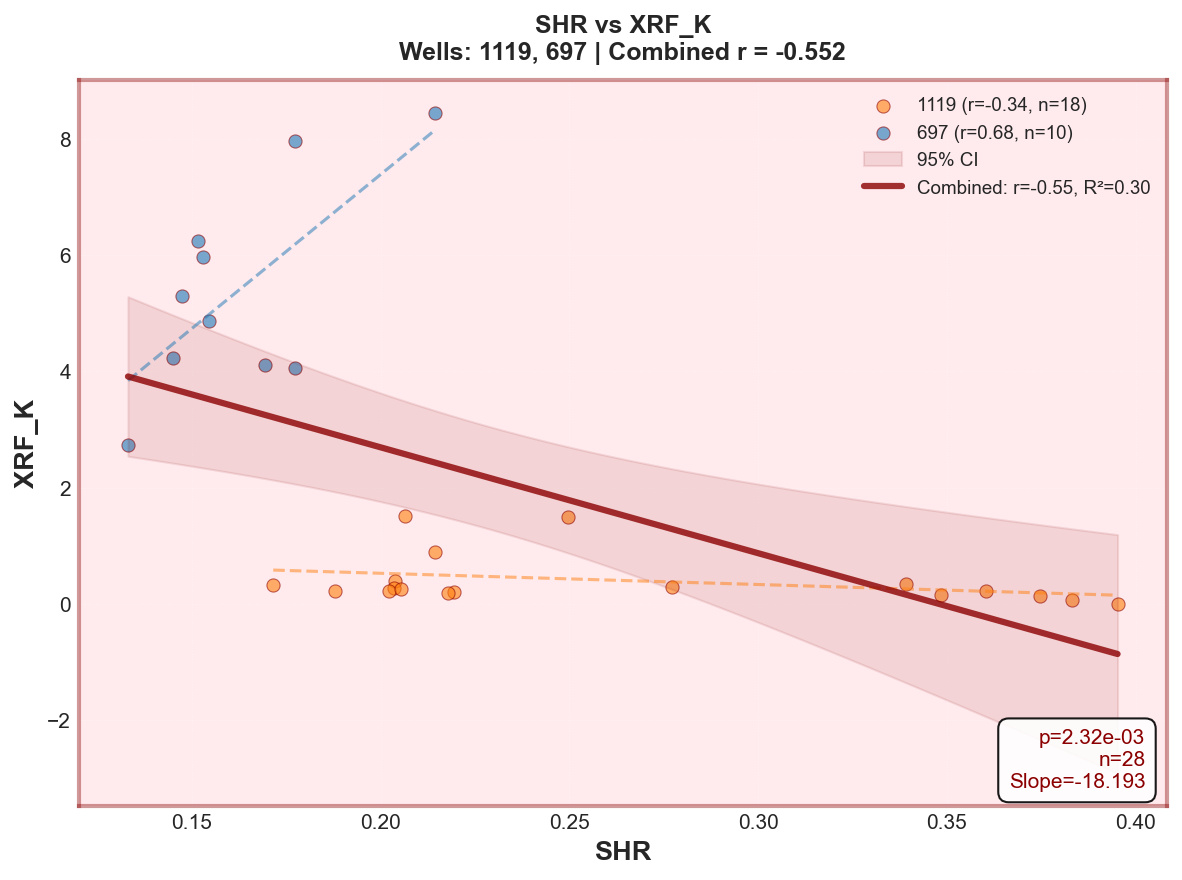 SHR vs XRF_K
Wells: 1119, 697 | Combined r = -0.552
1119 (r=-0.34, n=18)
697 (r=0.68, n=10)
95% CI
Combined: r=-0.55, R²=0.30
XRF_K
8
6
4
2
0
−2
p=2.32e-03
n=28
Slope=-18.193
0.15 0.20 0.25 0.30 0.35 0.40
SHR